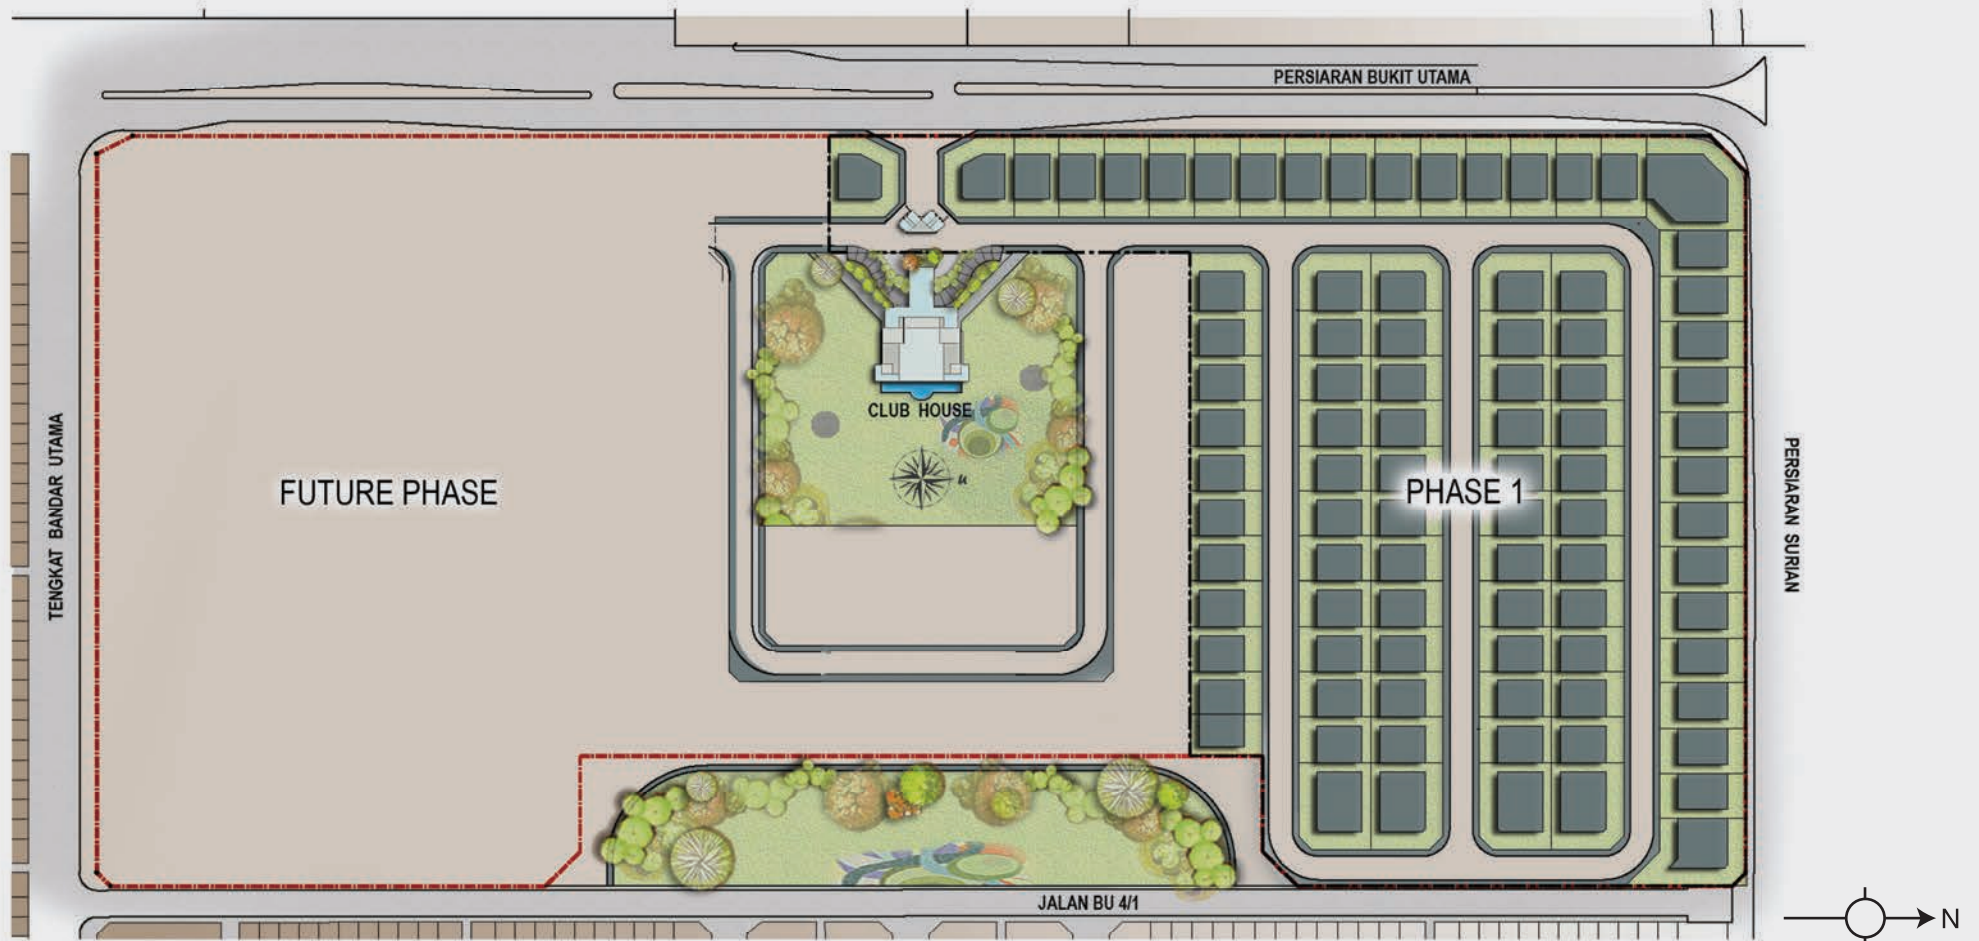 PERSIARAN BUKIT UTAMA
CLUB HOUSE
TENGKAT BANDAR UTAMA
FUTURE PHASE
PHASE 1
PERSIARAN SURIAN
JALAN BU 4/1
N